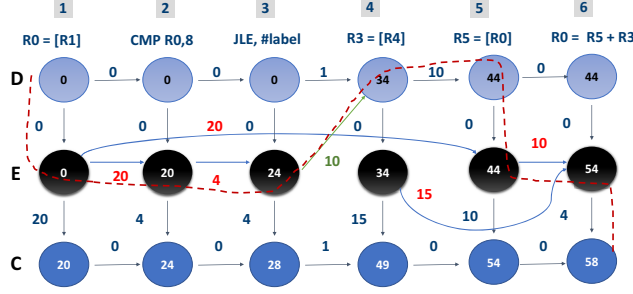 1 2 3 4 5 6
R0 = [R1] CMP R0,8 JLE, #label R3 = [R4] R5 = [R0] R0 = R5 + R3
D 0 0 0 0 0 1 34 10 44 0 44
0 0 20 0 0 0 0
10 10
E 0 20 20 4 24 34 44 54
15
20 4 4 15 10 4
C 20 0 24 0 28 1 49 0 54 0 58